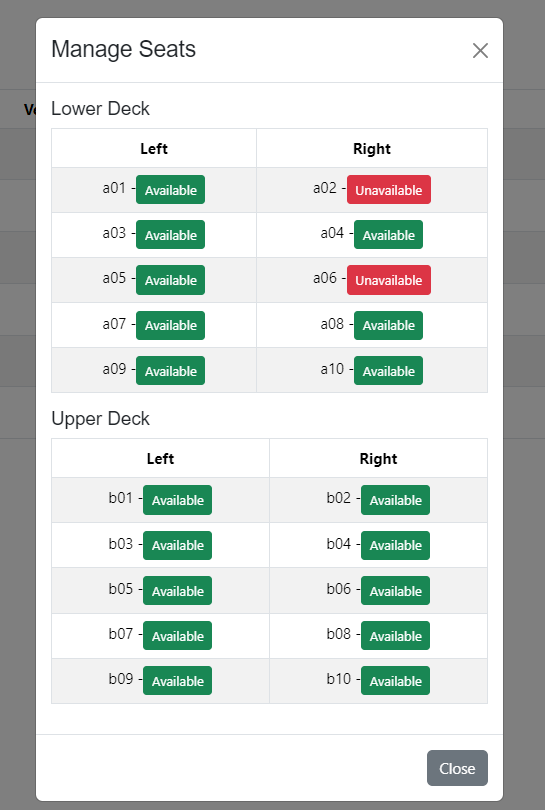 Manage Seats
Lower Deck
Left Right
a01 - Available a02 - Unavailable
a03 - Available a04 - Available
a05 - Available a06 - Unavailable
a07 - Available a08 - Available
a09 - Available a10 - Available
Upper Deck
Left Right
b01 - Available b02 - Available
b03 - Available b04 - Available
b05 - Available b06 - Available
b07 - Available b08 - Available
b09 - Available b10 - Available
Close